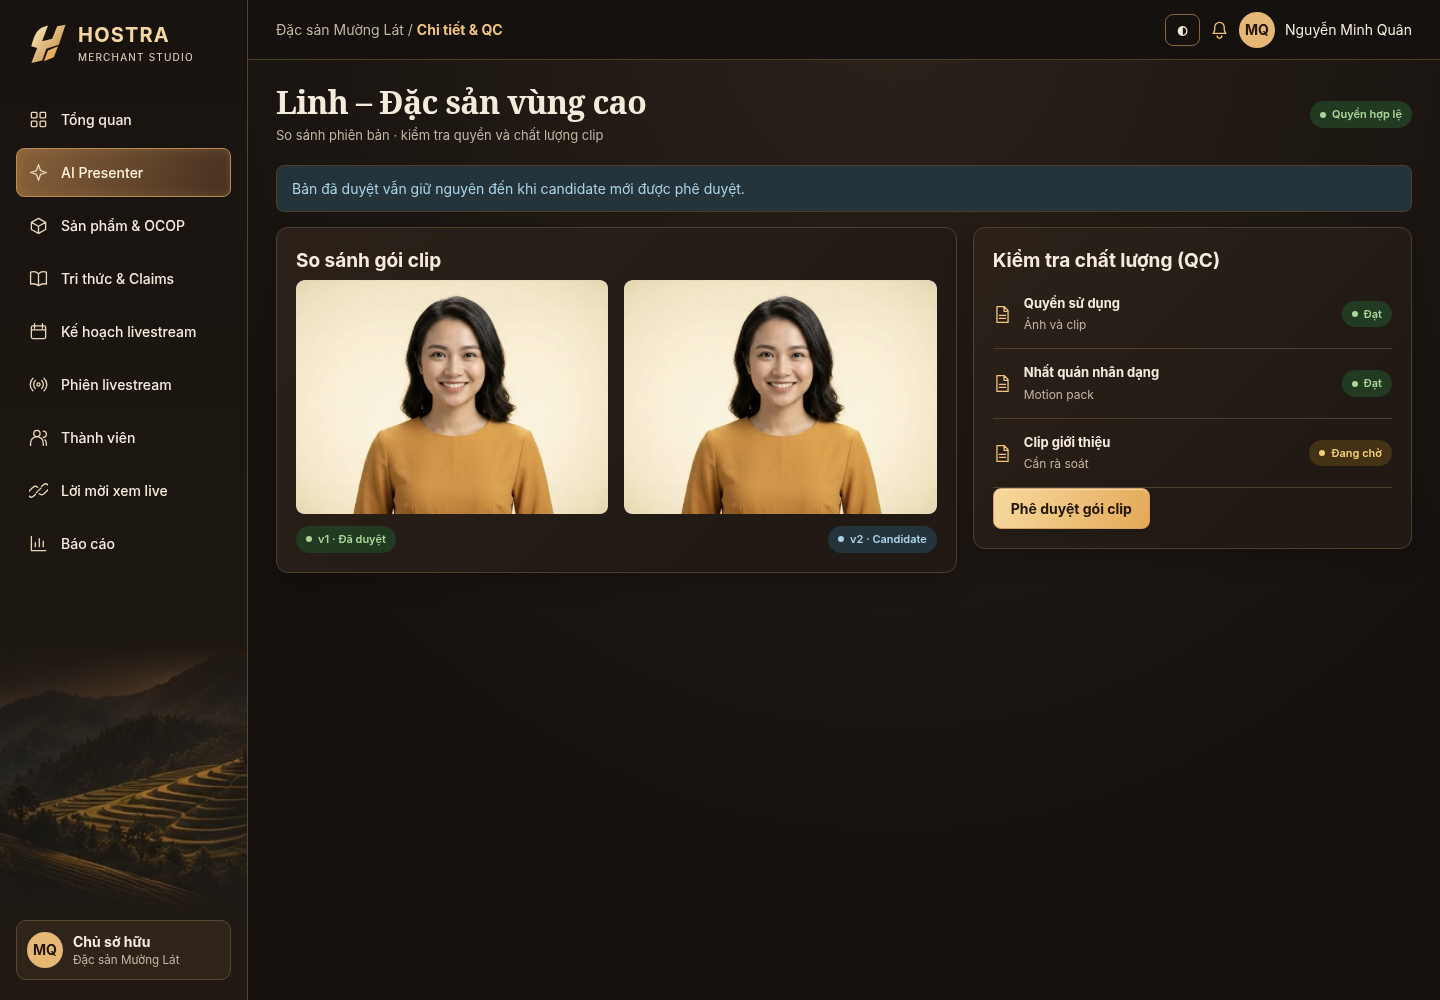 HOSTRA
MERCHANT STUDIO
Tổng quan
AI Presenter
Sản phẩm & OCOP
Tri thức & Claims
Kế hoạch livestream
Phiên livestream
Thành viên
Lời mời xem live
Báo cáo
MQ
Chủ sở hữu
Đặc sản Mường Lát
Đặc sản Mường Lát / Chi tiết & QC
MQ Nguyễn Minh Quân
Linh – Đặc sản vùng cao
So sánh phiên bản · kiểm tra quyền và chất lượng clip
Quyền hợp lệ
Bản đã duyệt vẫn giữ nguyên đến khi candidate mới được phê duyệt.
So sánh gói clip
v1 · Đã duyệt
v2 · Candidate
Kiểm tra chất lượng (QC)
Quyền sử dụng
Ảnh và clip
Đạt
Nhất quán nhân dạng
Motion pack
Đạt
Clip giới thiệu
Cần rà soát
Đang chờ
Phê duyệt gói clip